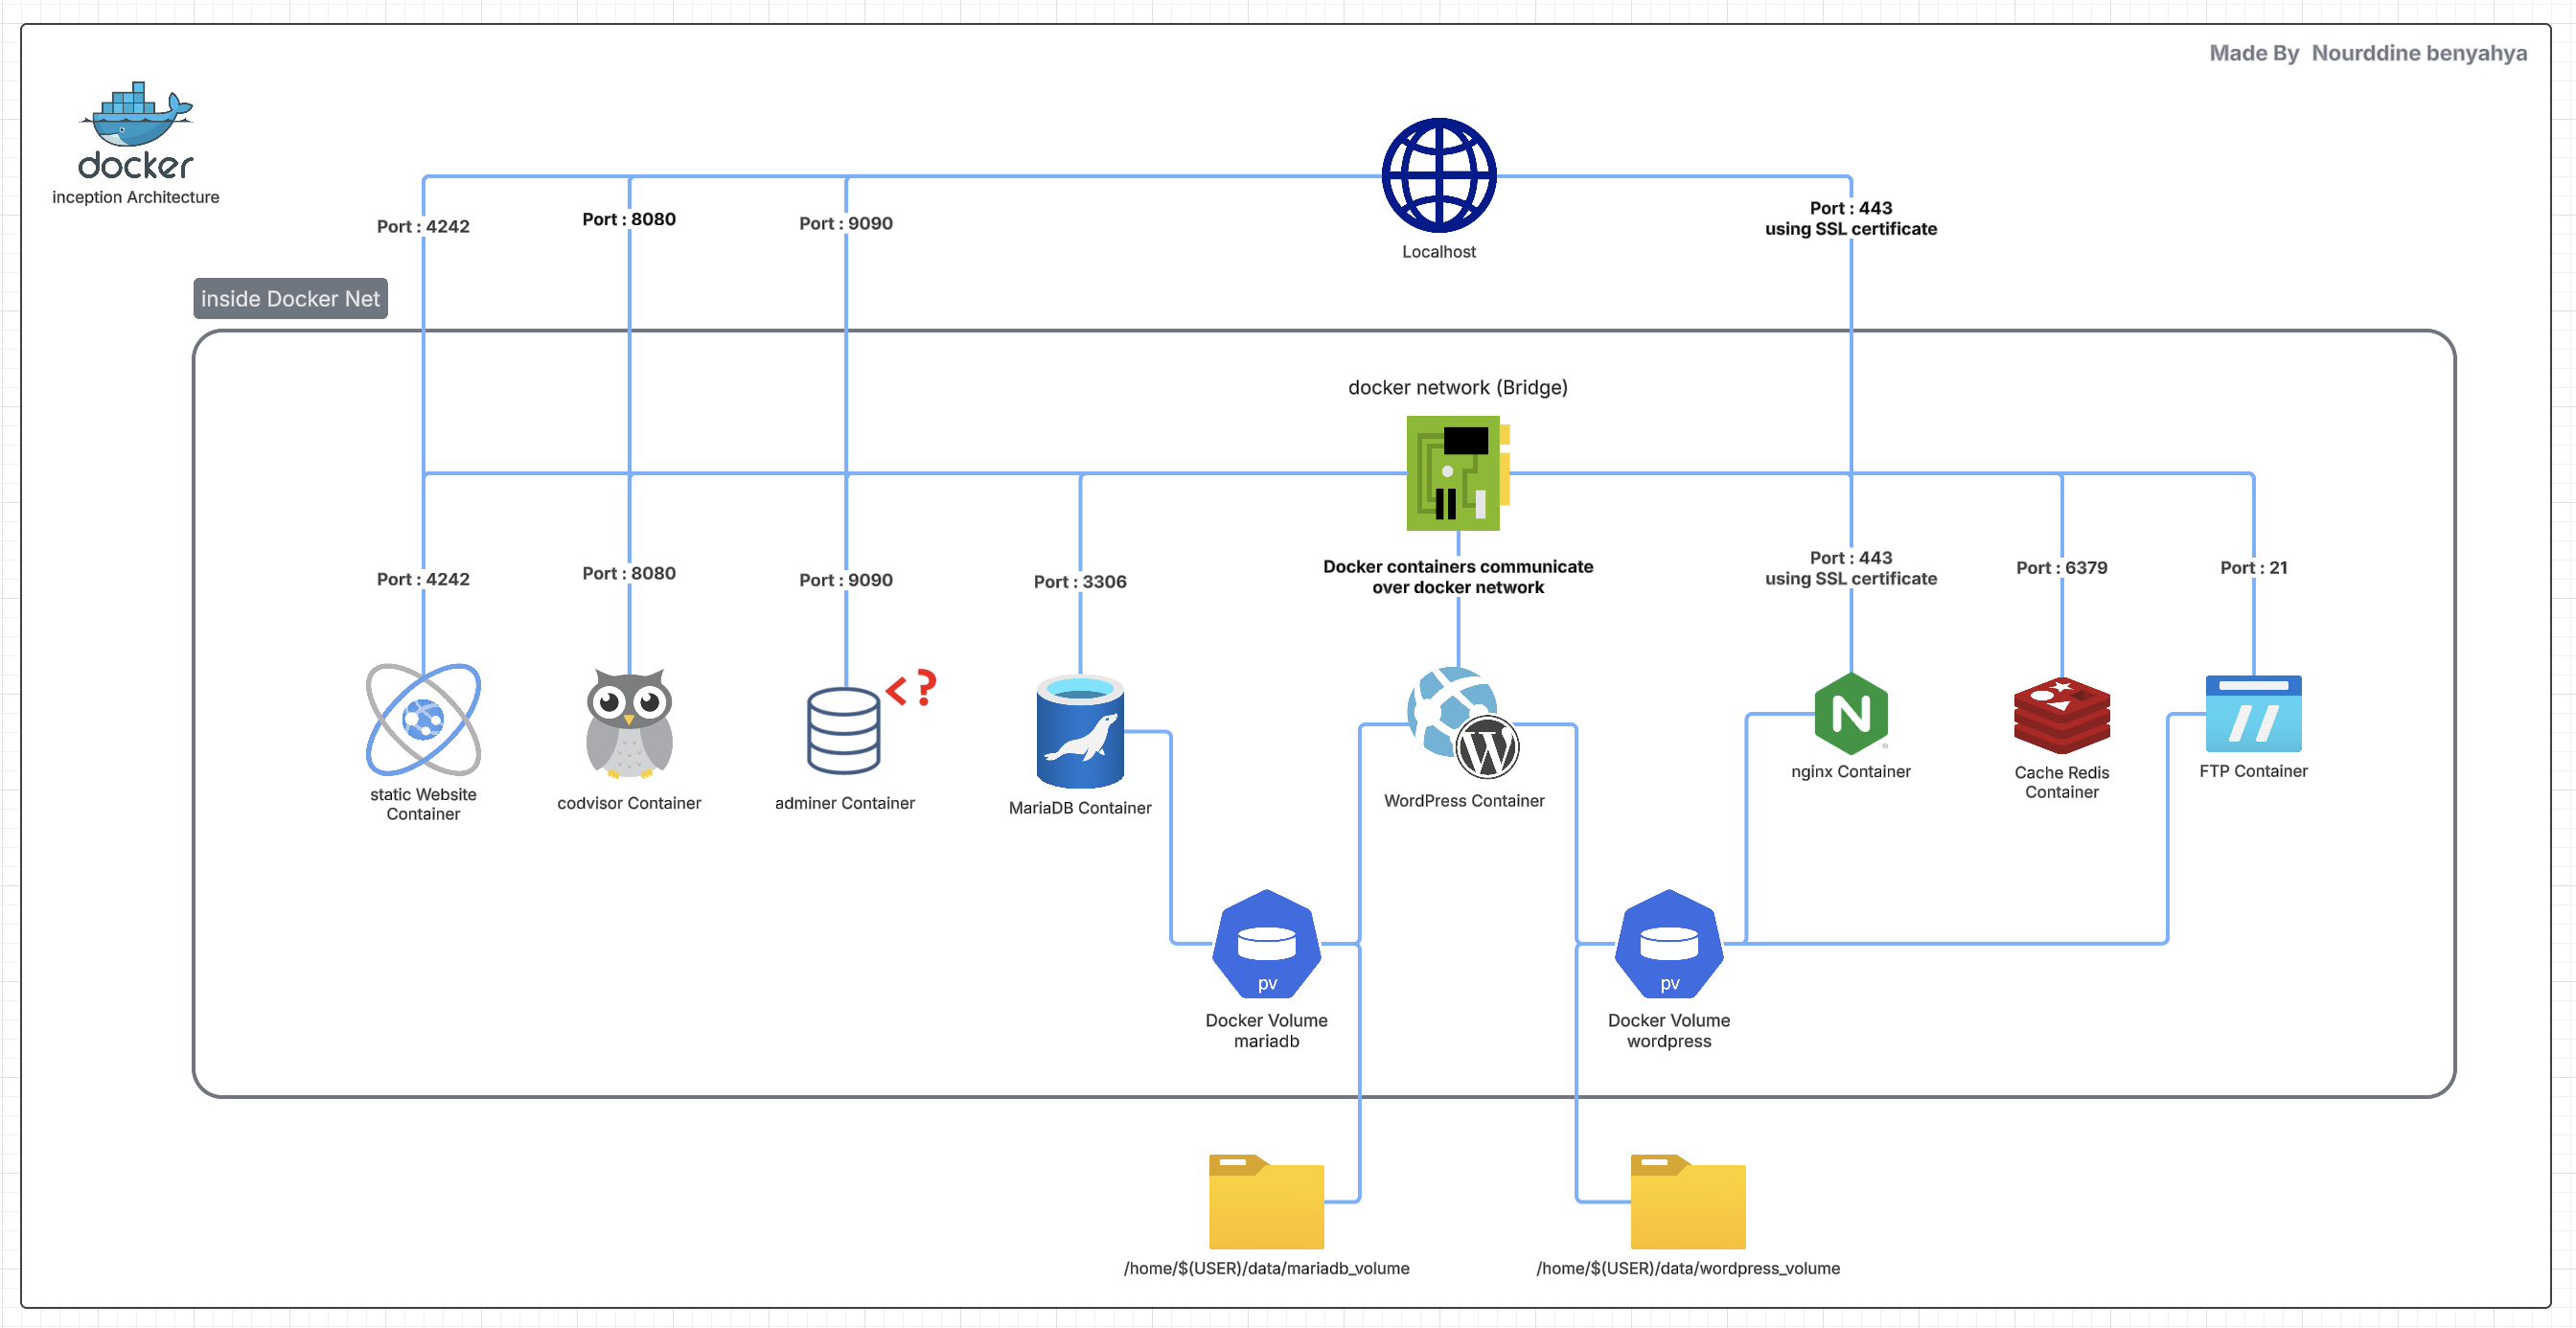 Made By Nourddine benyahya
docker
inception Architecture
Port : 4242
Port : 8080
Port : 9090
Localhost
Port : 443
using SSL certificate
inside Docker Net
docker network (Bridge)
Docker containers communicate
over docker network
Port : 4242
Port : 8080
Port : 9090
Port : 3306
Port : 443
using SSL certificate
Port : 6379
Port : 21
<?
W
N
static Website
Container
codvisor Container
adminer Container
MariaDB Container
WordPress Container
nginx Container
Cache Redis
Container
FTP Container
pv
Docker Volume
mariadb
pv
Docker Volume
wordpress
/home/$(USER)/data/mariadb_volume
/home/$(USER)/data/wordpress_volume